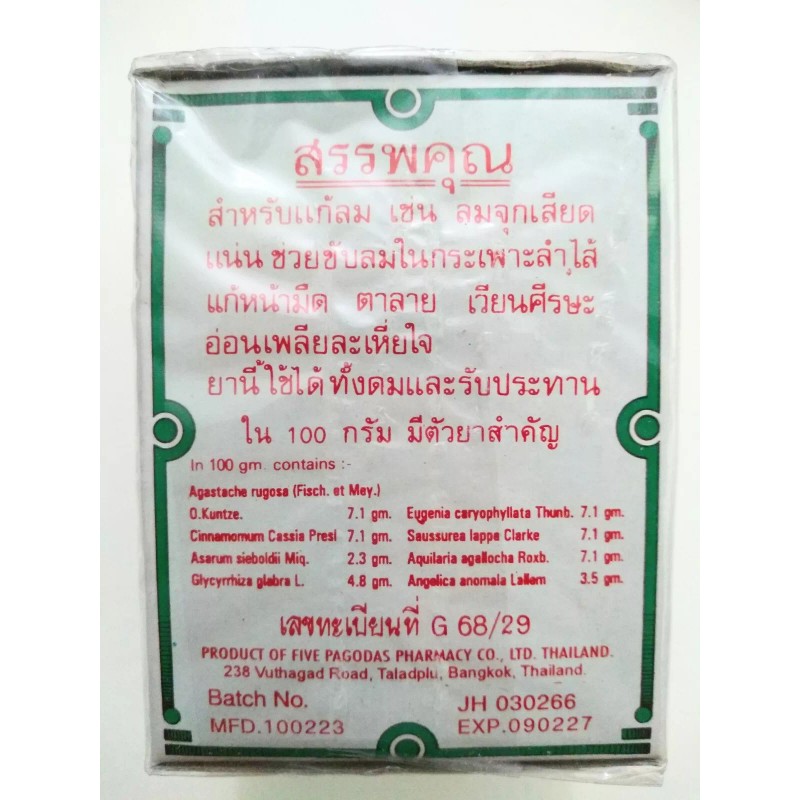 สรรพคุณ
สำหรับแก้ลม เช่น ลมจุกเสียด
แน่น ช่วยขับลมในกระเพาะลำไส้
แก้หน้ามืด ตาลาย เวียนศีรษะ
อ่อนเพลียละเหี่ยใจ
ยานี้ใช้ได้ทั้งดมและรับประทาน
ใน 100 กรัม มีตัวยาสำคัญ
In 100 gm. contains :-
Agastache rugosa (Fisch. et Mey.)
O.Kuntze. 7.1 gm. Eugenia caryophyllata Thunb. 7.1 gm.
Cinnamomum Cassia Presl 7.1 gm. Saussurea lappa Clarke 7.1 gm.
Asarum sieboldii Miq. 2.3 gm. Aquilaria agallocha Roxb. 7.1 gm.
Glycyrrhiza glabra L. 4.8 gm. Angelica anomala Lallem 3.5 gm.
เลขทะเบียนที่ G 68/29
PRODUCT OF FIVE PAGODAS PHARMACY CO., LTD. THAILAND.
238 Vuthagad Road, Taladplu, Bangkok, Thailand.
Batch No. JH 030266
MFD.100223 EXP.090227